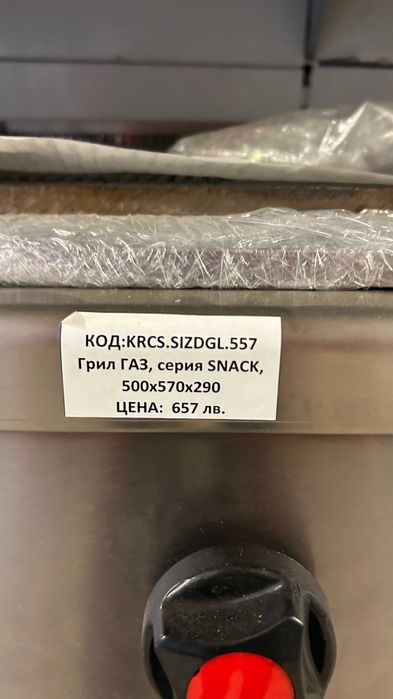 КОД:KRCS.SIZDGL.557
Грил ГАЗ, серия SNACK,
500x570x290
ЦЕНА: 657 лв.